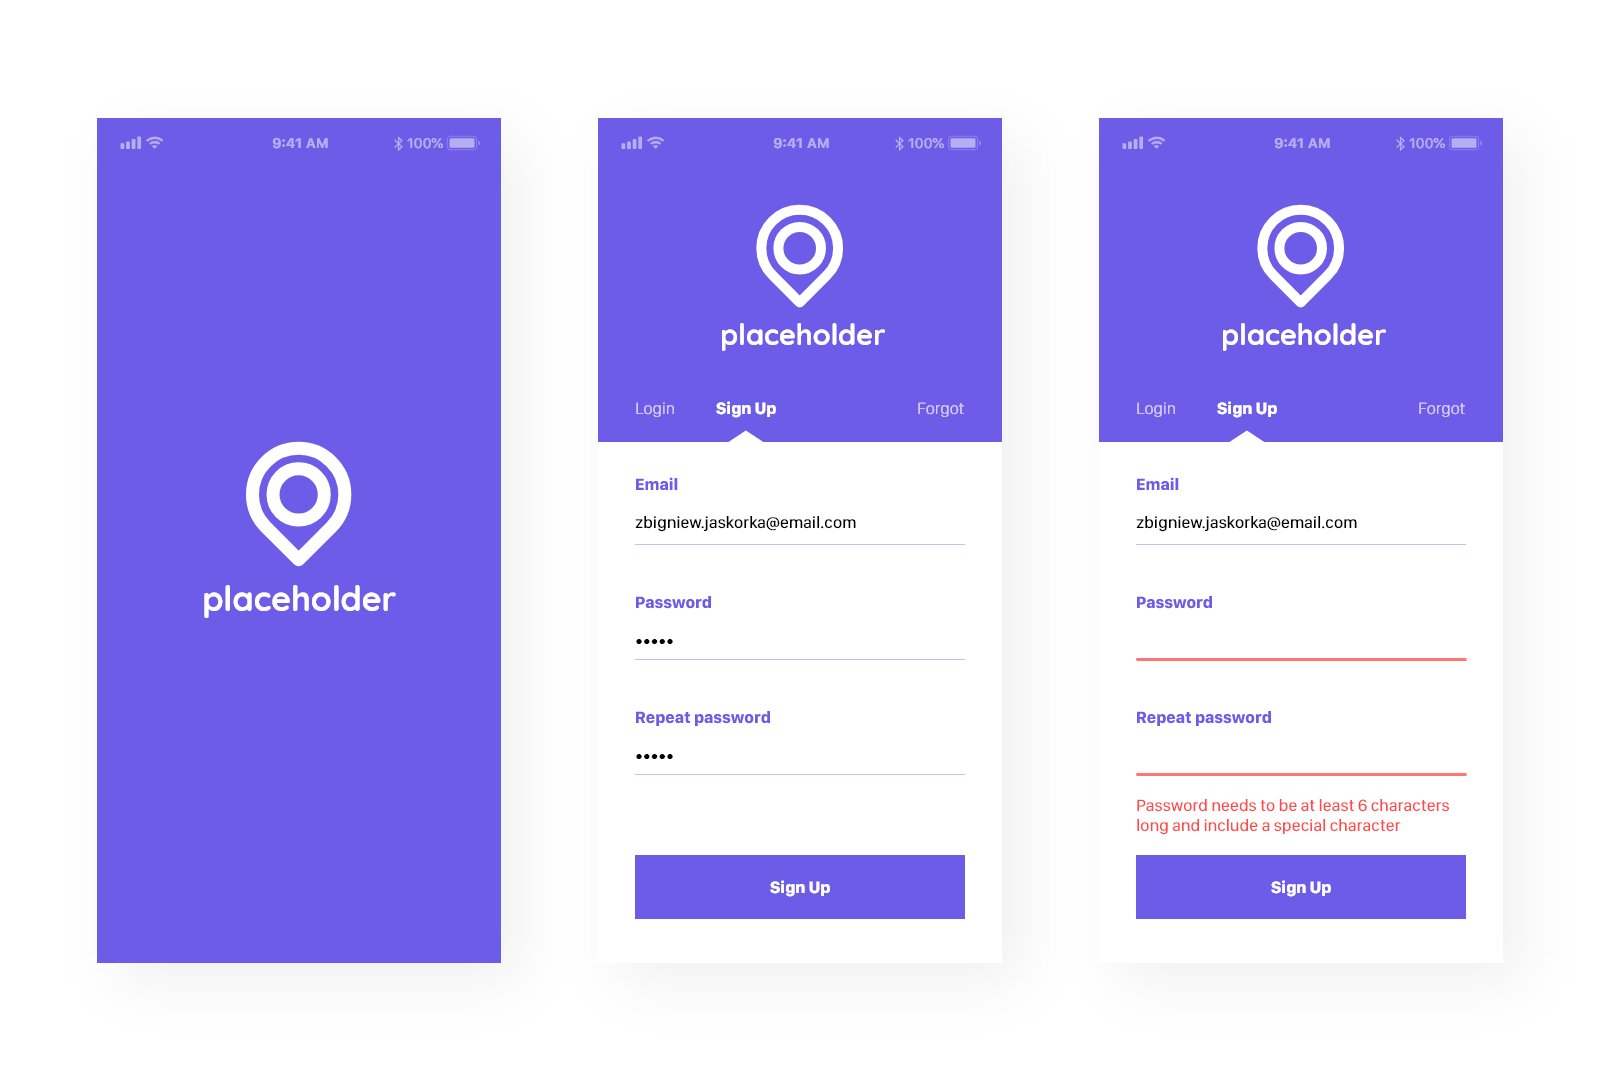 9:41 AM
100%
placeholder
9:41 AM
100%
placeholder
Login
Sign Up
Forgot
Email
zbigniew.jaskorka@email.com
Password
•••••
Repeat password
•••••
Sign Up
9:41 AM
100%
placeholder
Login
Sign Up
Forgot
Email
zbigniew.jaskorka@email.com
Password
Repeat password
Password needs to be at least 6 characters
long and include a special character
Sign Up